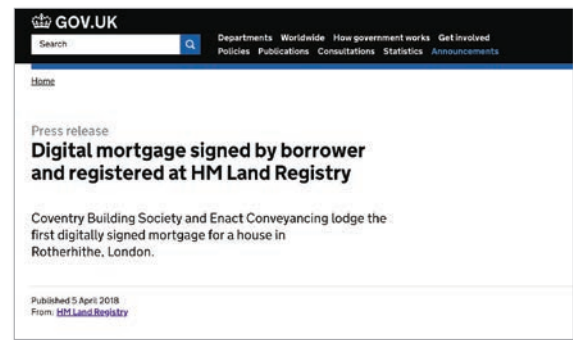 GOV.UK
Search
Departments Worldwide How government works Get involved
Policies Publications Consultations Statistics Announcements
Home
Press release
Digital mortgage signed by borrower
and registered at HM Land Registry
Coventry Building Society and Enact Conveyancing lodge the
first digitally signed mortgage for a house in
Rotherhithe, London.
Published 5 April 2018
From: HM Land Registry